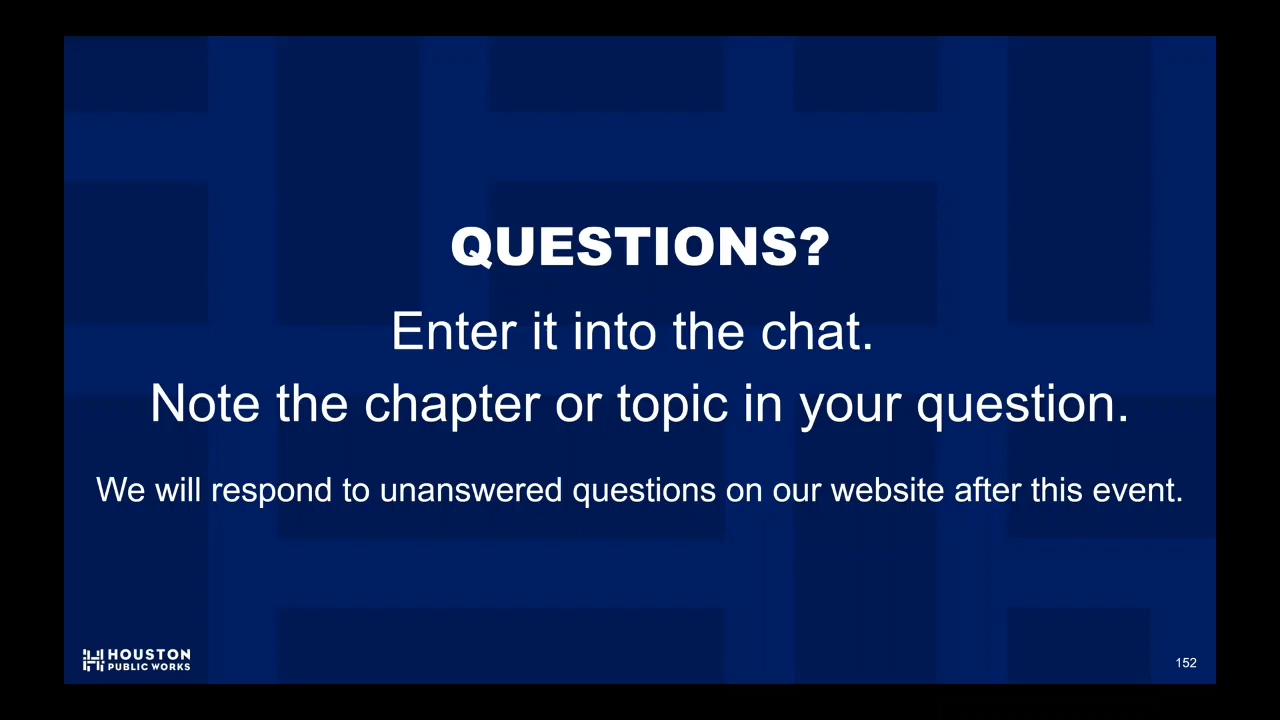 QUESTIONS?
Enter it into the chat.
Note the chapter or topic in your question.
We will respond to unanswered questions on our website after this event.
HOUSTON
PUBLIC WORKS
152